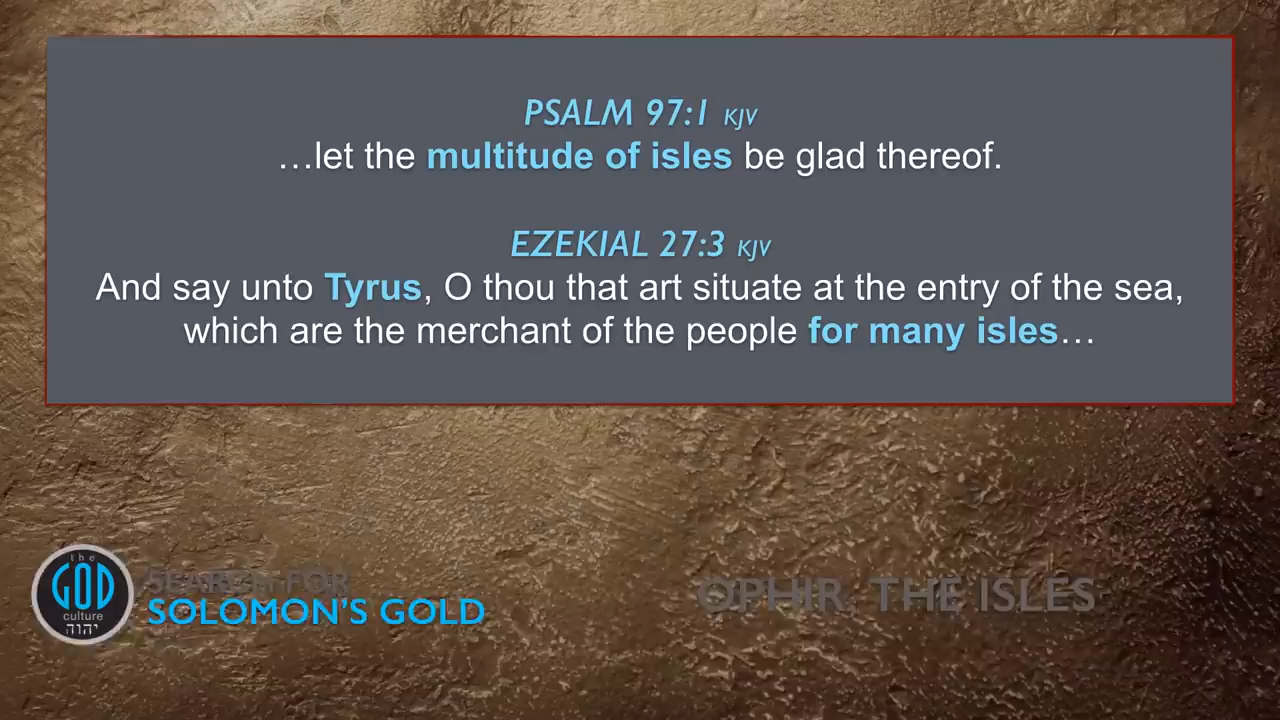 PSALM 97:1 KJV
…let the multitude of isles be glad thereof.
EZEKIAL 27:3 KJV
And say unto Tyrus, O thou that art situate at the entry of the sea,
which are the merchant of the people for many isles…
the
GOD
culture
יהוה
SEARCH FOR
SOLOMON'S GOLD
OPHIR THE ISLES